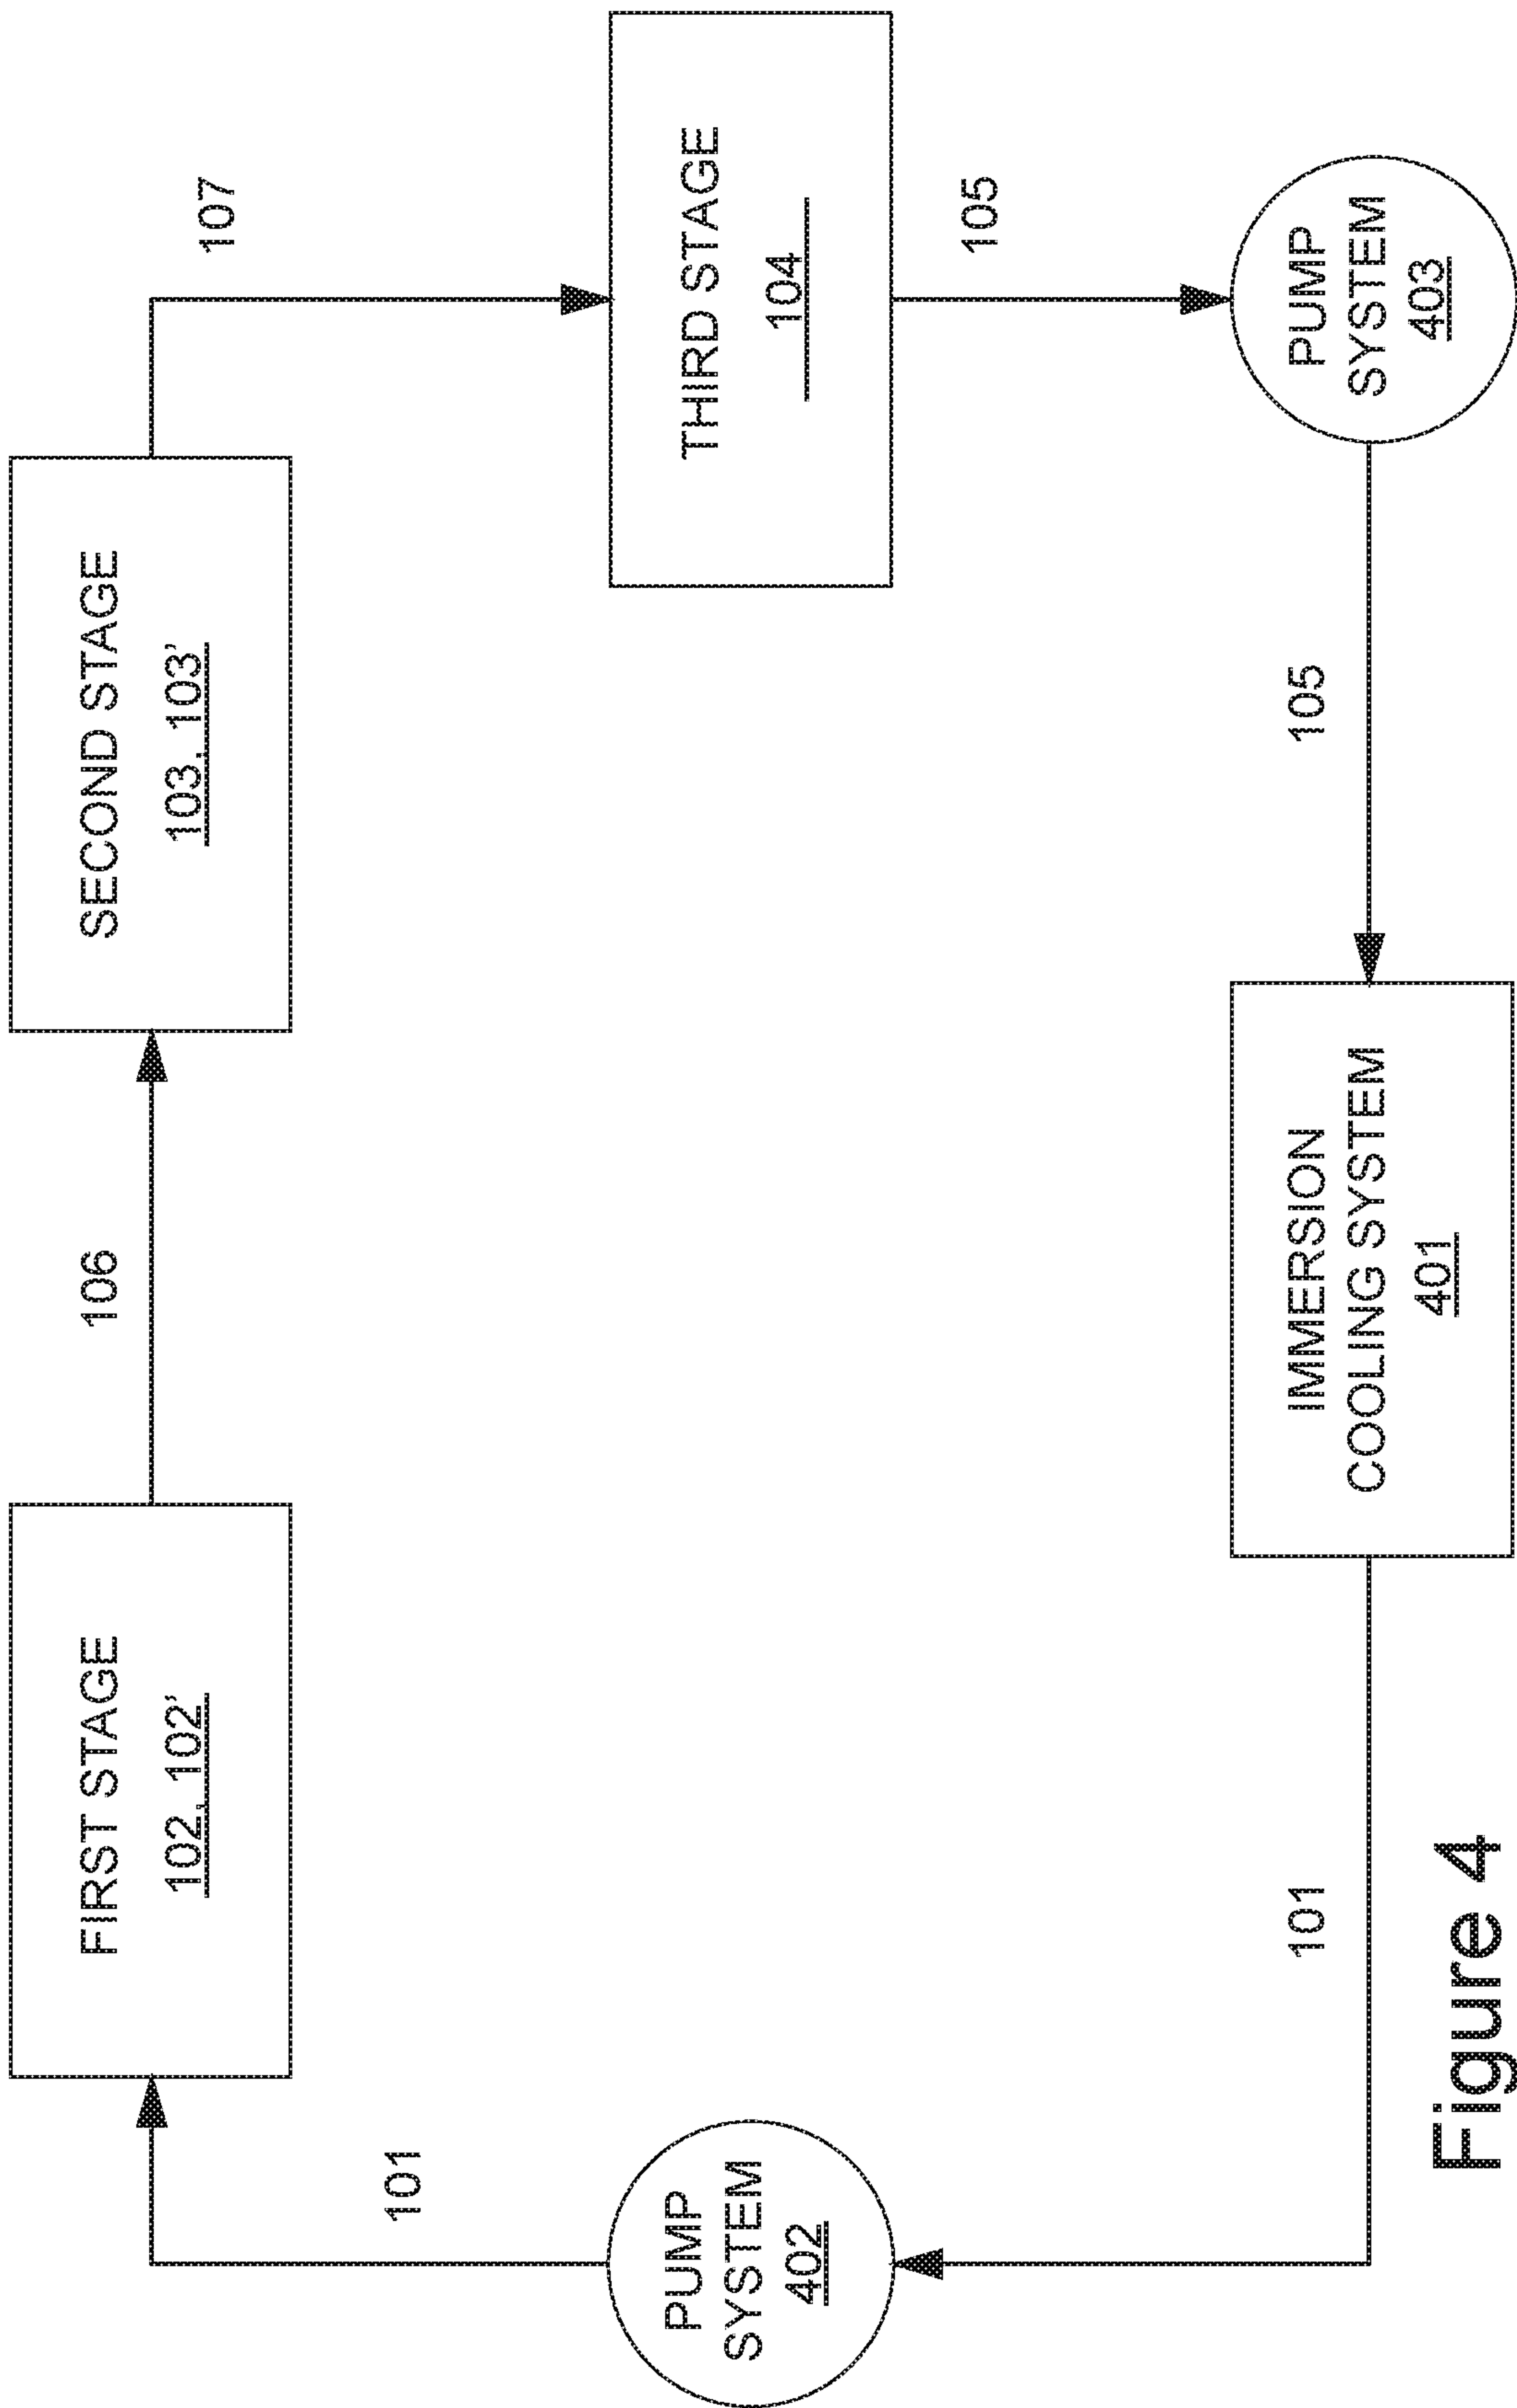 FIRST STAGE
102, 102'
106
SECOND STAGE
103, 103'
107
101
PUMP
SYSTEM
402
THIRD STAGE
104
105
101
IMMERSION
COOLING SYSTEM
401
105
PUMP
SYSTEM
403
Figure 4